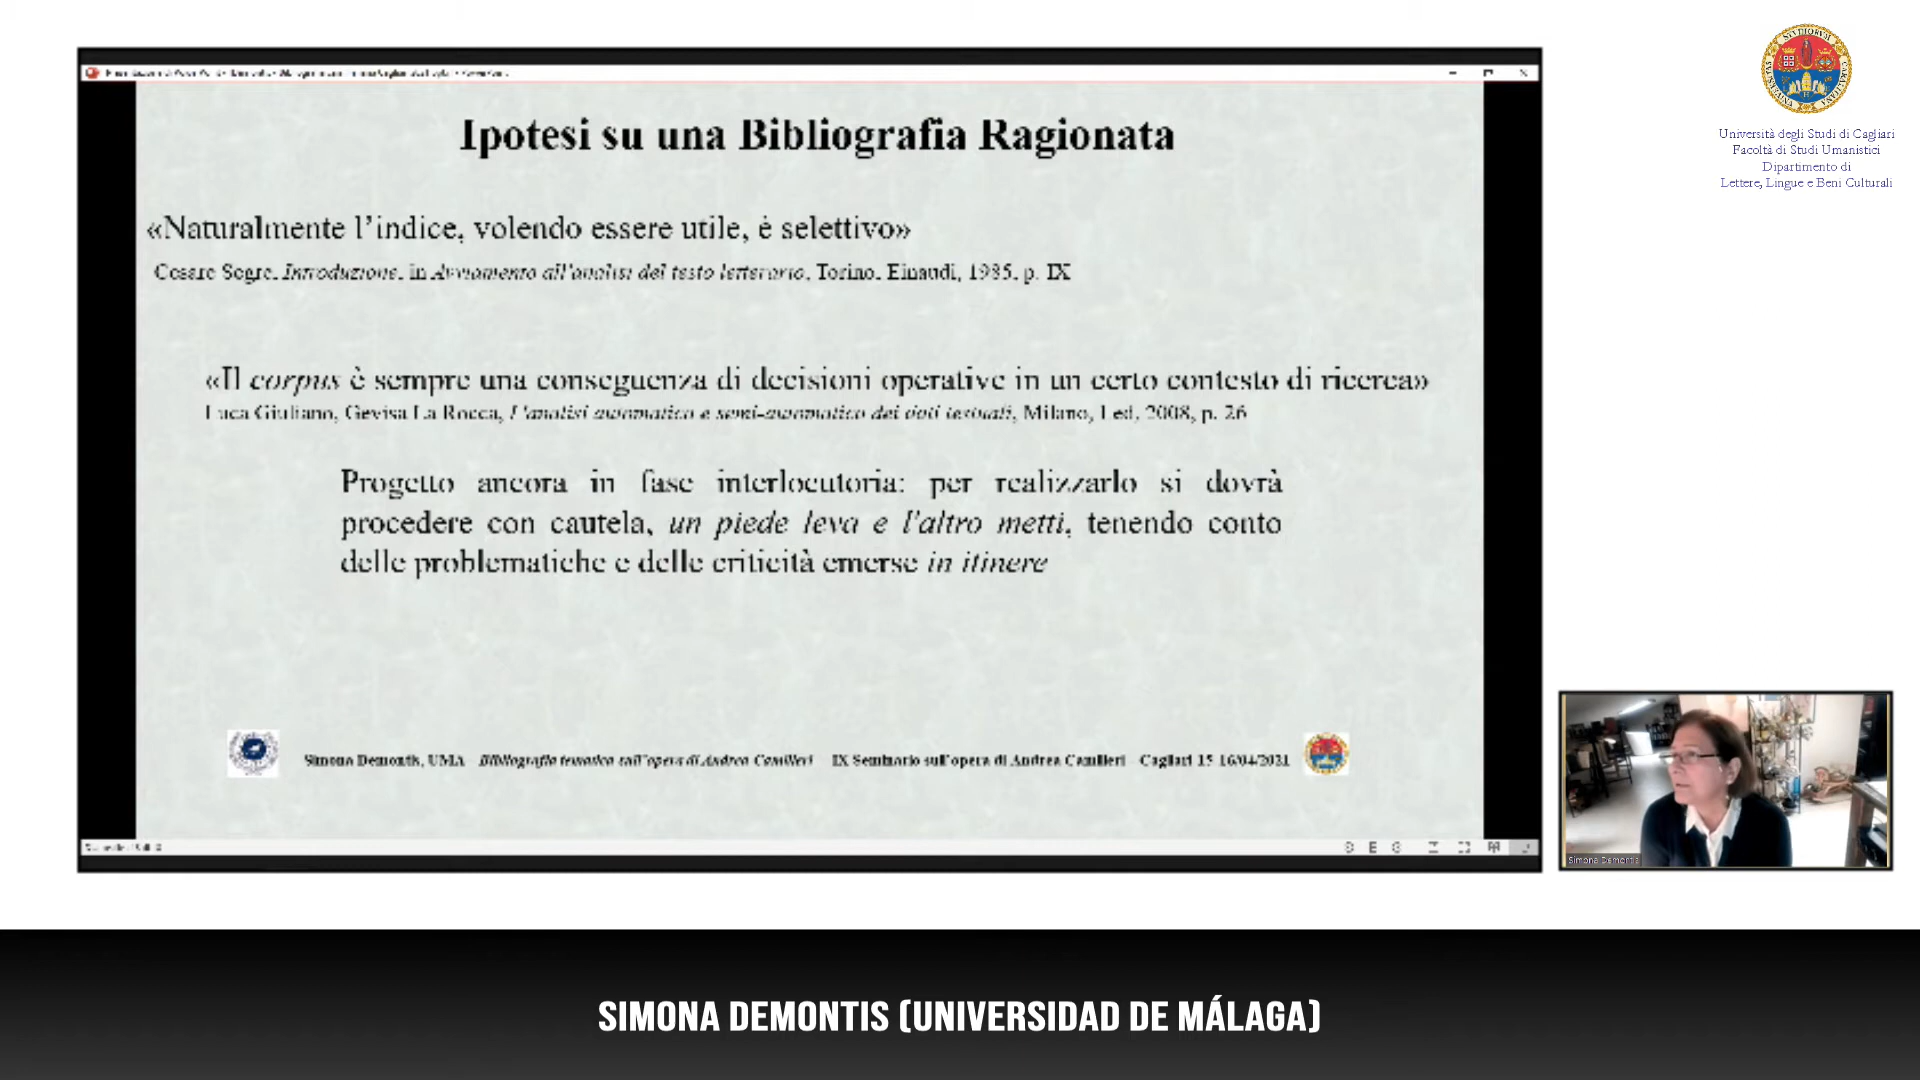 Ipotesi su una Bibliografia Ragionata
«Naturalmente l'indice, volendo essere utile, è selettivo»
Cesare Segre, Introduzione, in Avviamento all'analisi del testo letterario, Torino, Einaudi, 1985, p. IX
«Il corpus è sempre una conseguenza di decisioni operative in un certo contesto di ricerca»
Luca Giuliano, Gevisa La Rocca, L'analisi automatica e semi-automatica dei dati testuali, Milano, Led, 2008, p. 26
Progetto ancora in fase interlocutoria: per realizzarlo si dovrà
procedere con cautela, un piede leva e l'altro metti, tenendo conto
delle problematiche e delle criticità emerse in itinere
Simona Demontis, UMA Bibliografia tematica sull'opera di Andrea Camilleri IX Seminario sull'opera di Andrea Camilleri Cagliari 15 16/04/2021
Università degli Studi di Cagliari
Facoltà di Studi Umanistici
Dipartimento di
Lettere, Lingue e Beni Culturali
Simona Demontis
SIMONA DEMONTIS (UNIVERSIDAD DE MÁLAGA)